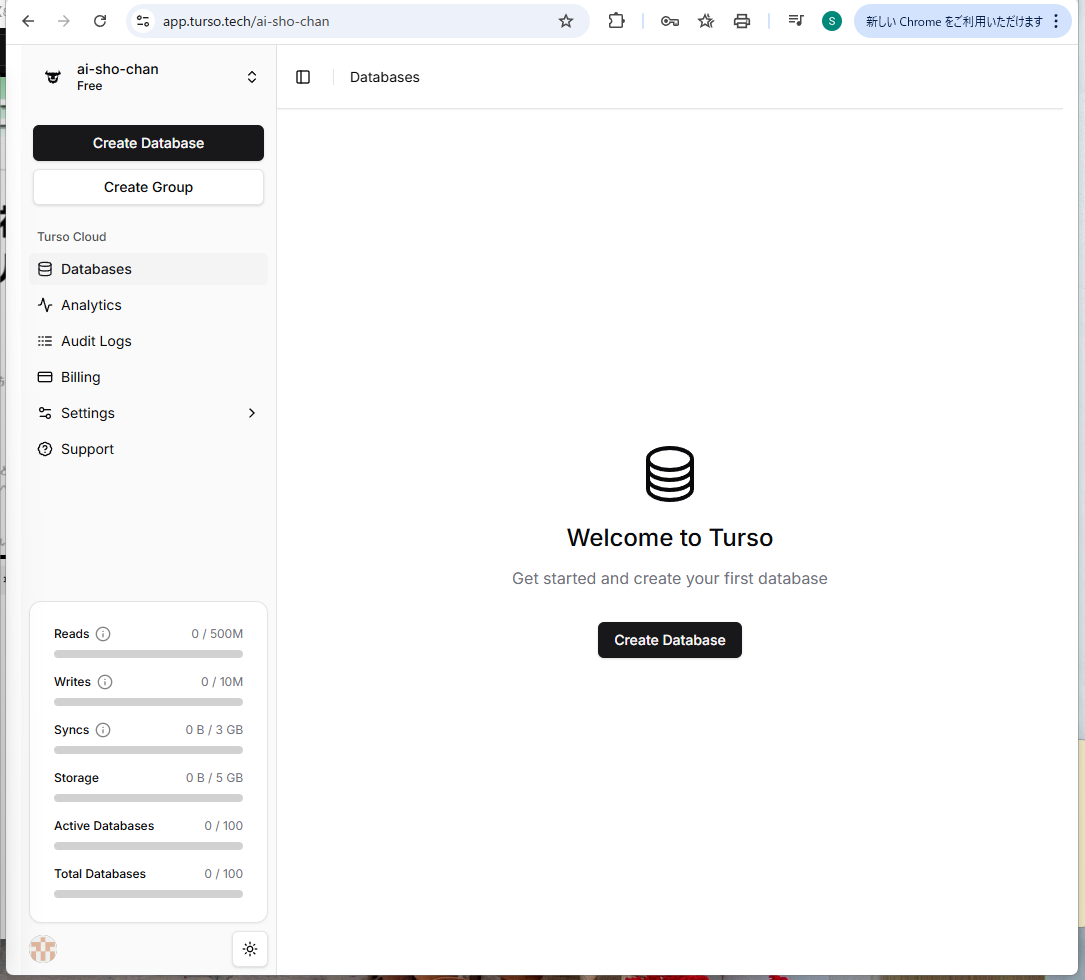 app.turso.tech/ai-sho-chan
S
新しい Chrome をご利用いただけます
ai-sho-chan
Free
Databases
Create Database
Create Group
Turso Cloud
Databases
Analytics
Audit Logs
Billing
Settings
Support
Welcome to Turso
Get started and create your first database
Create Database
Reads 0 / 500M
Writes 0 / 10M
Syncs 0 B / 3 GB
Storage 0 B / 5 GB
Active Databases 0 / 100
Total Databases 0 / 100